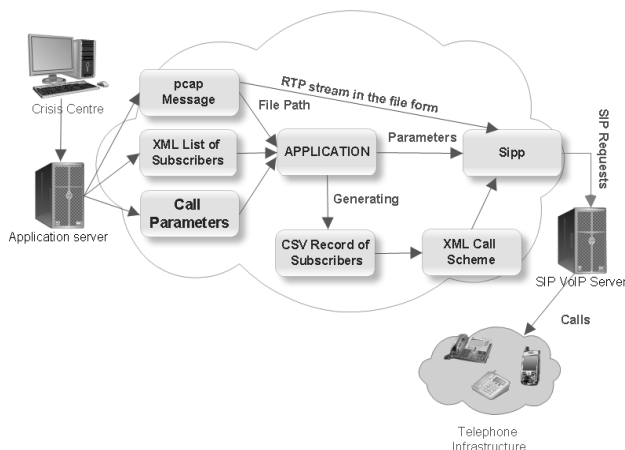 Crisis Centre
Application server
pcap
Message
RTP stream in the file form
File Path
XML List of
Subscribers
Call
Parameters
APPLICATION
Parameters
Sipp
Generating
CSV Record of
Subscribers
XML Call
Scheme
SIP Requests
SIP VoIP Server
Calls
Telephone
Infrastructure